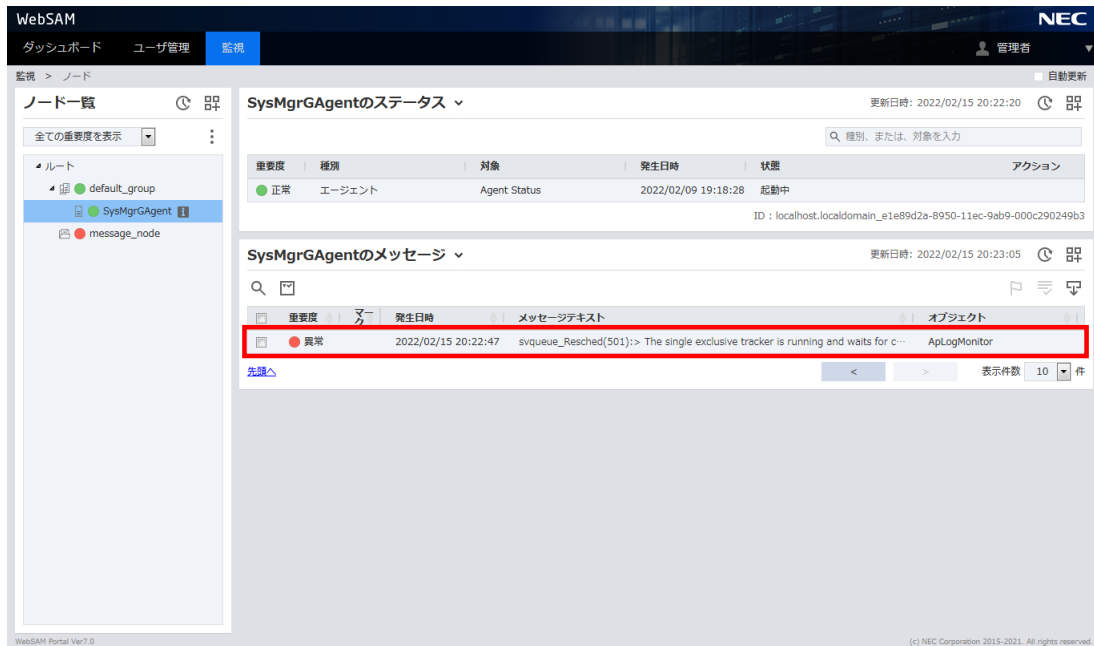 WebSAM
NEC
ダッシュボード ユーザ管理 監視 管理者
監視 > ノード 自動更新
ノード一覧
全ての重要度を表示
ルート
default_group
SysMgrGAgent
message_node
SysMgrGAgentのステータス 更新日時: 2022/02/15 20:22:20
種別、または、対象を入力
重要度 種別 対象 発生日時 状態 アクション
正常 エージェント Agent Status 2022/02/09 19:18:28 起動中
ID : localhost.localdomain_e1e89d2a-8950-11ec-9ab9-000c290249b3
SysMgrGAgentのメッセージ 更新日時: 2022/02/15 20:23:05
重要度 マーク 発生日時 メッセージテキスト オブジェクト
異常 2022/02/15 20:22:47 svqueue_Resched(501):> The single exclusive tracker is running and waits for c… ApLogMonitor
先頭へ < > 表示件数 10 件
WebSAM Portal Ver7.0 (c) NEC Corporation 2015-2021. All rights reserved.